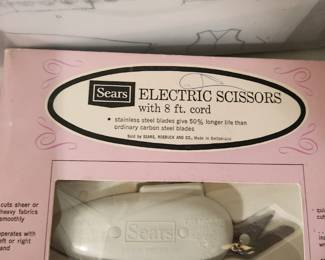 Sears
ELECTRIC SCISSORS
with 8 ft. cord
• stainless steel blades give 50% longer life than
ordinary carbon steel blades
Sold by SEARS, ROEBUCK AND CO., Made in Switzerland
cuts sheer or
heavy fabrics
smoothly
operates with
left or right
Sears